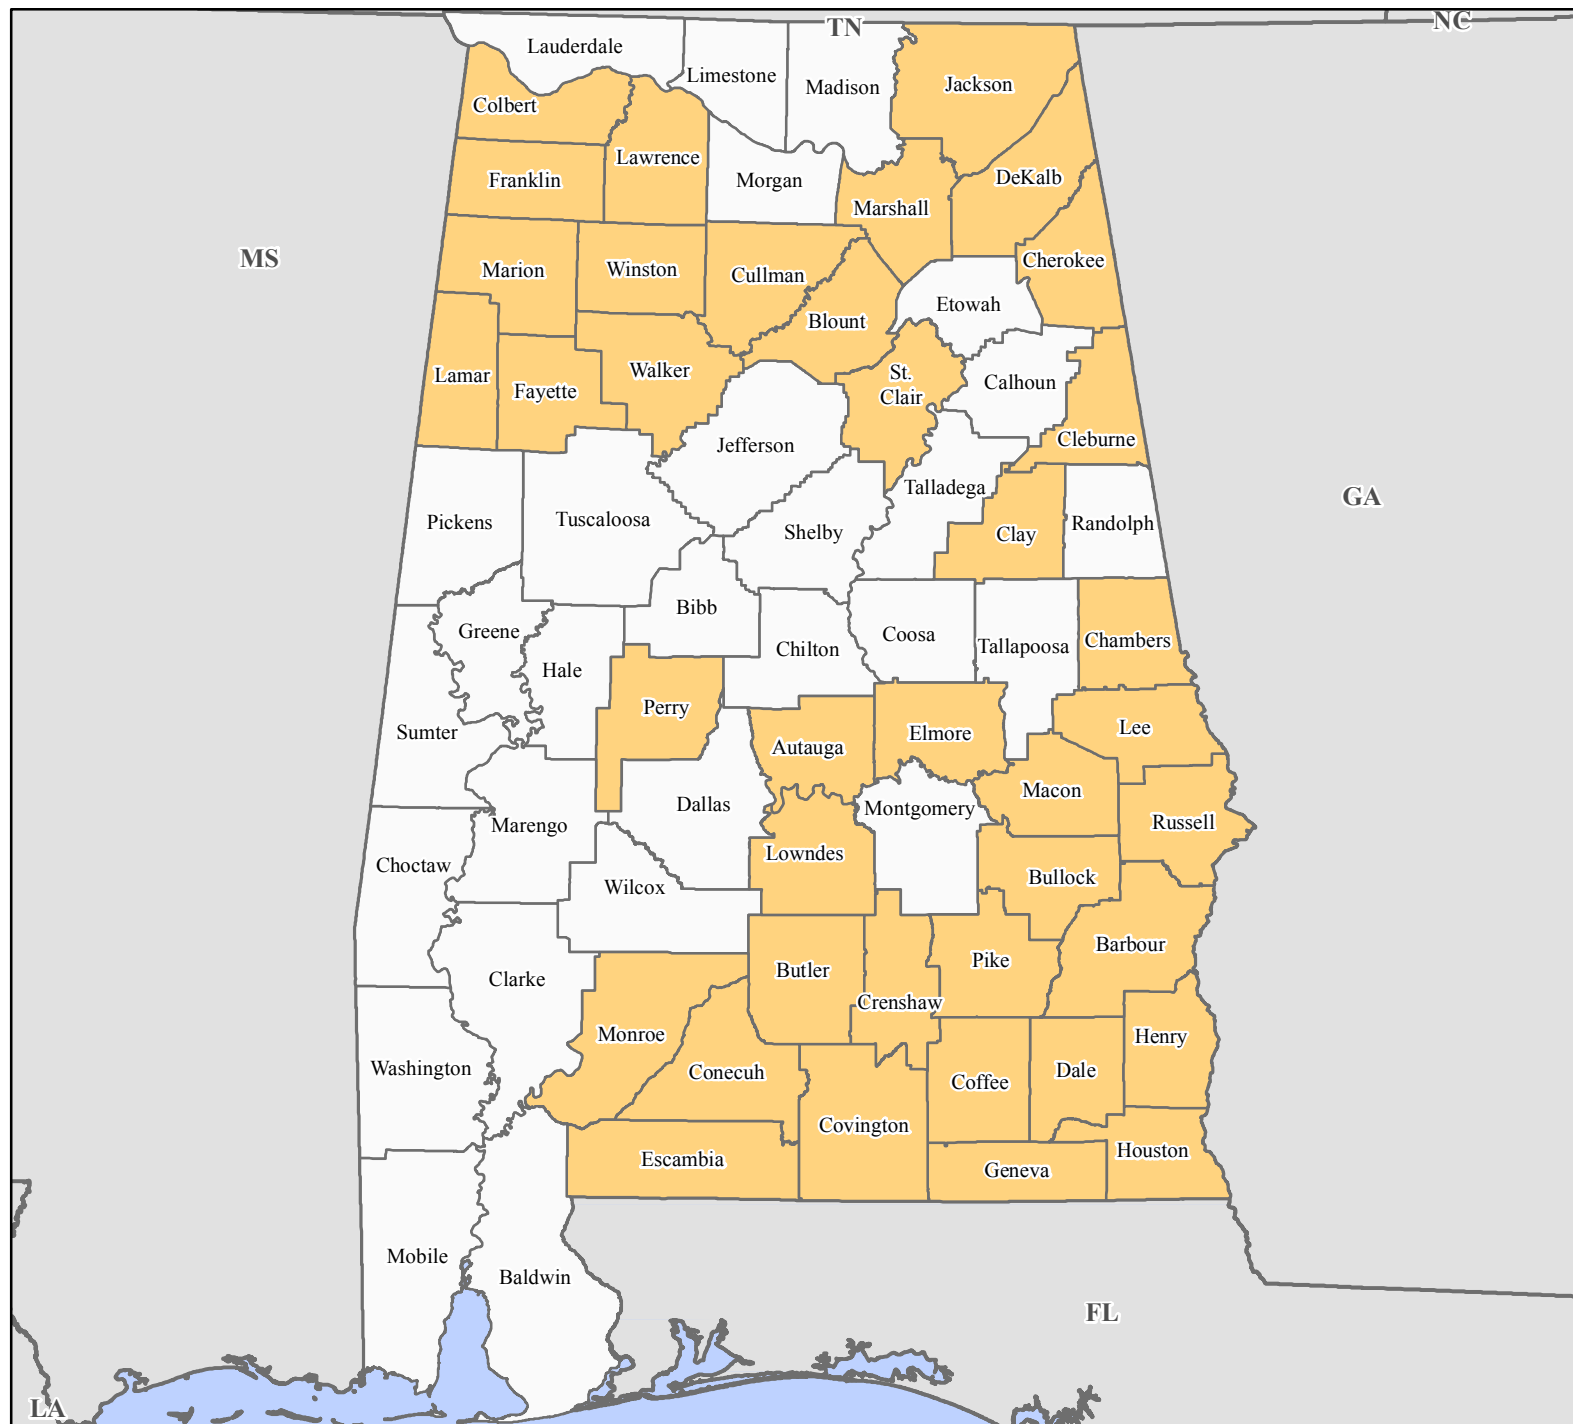 TN
NC
Lauderdale
Limestone
Madison
Jackson
Colbert
Lawrence
Franklin
Morgan
DeKalb
Marshall
MS
Marion
Winston
Cullman
Cherokee
Etowah
Blount
Lamar
Fayette
Walker
St.
Clair
Calhoun
Cleburne
Jefferson
Talladega
GA
Pickens
Tuscaloosa
Shelby
Clay
Randolph
Bibb
Greene
Hale
Chilton
Coosa
Tallapoosa
Chambers
Perry
Sumter
Autauga
Elmore
Lee
Dallas
Montgomery
Macon
Russell
Marengo
Choctaw
Lowndes
Bullock
Wilcox
Barbour
Clarke
Butler
Pike
Crenshaw
Monroe
Henry
Washington
Conecuh
Coffee
Dale
Covington
Escambia
Geneva
Houston
Mobile
Baldwin
FL
LA